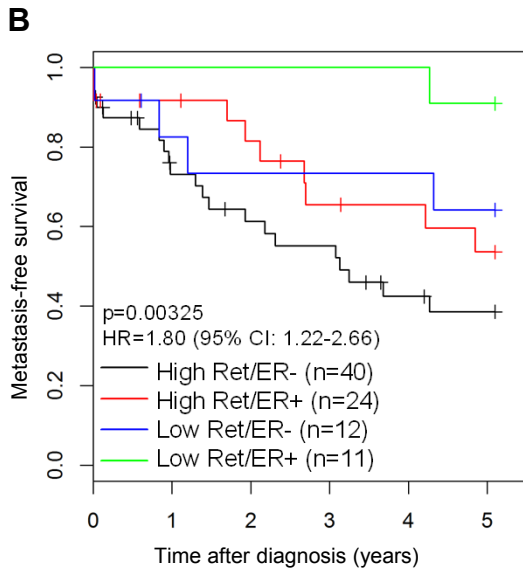 B
Metastasis-free survival
1.0
0.8
0.6
0.4
0.2
0.0
p=0.00325
HR=1.80 (95% CI: 1.22-2.66)
High Ret/ER- (n=40)
High Ret/ER+ (n=24)
Low Ret/ER- (n=12)
Low Ret/ER+ (n=11)
0 1 2 3 4 5
Time after diagnosis (years)